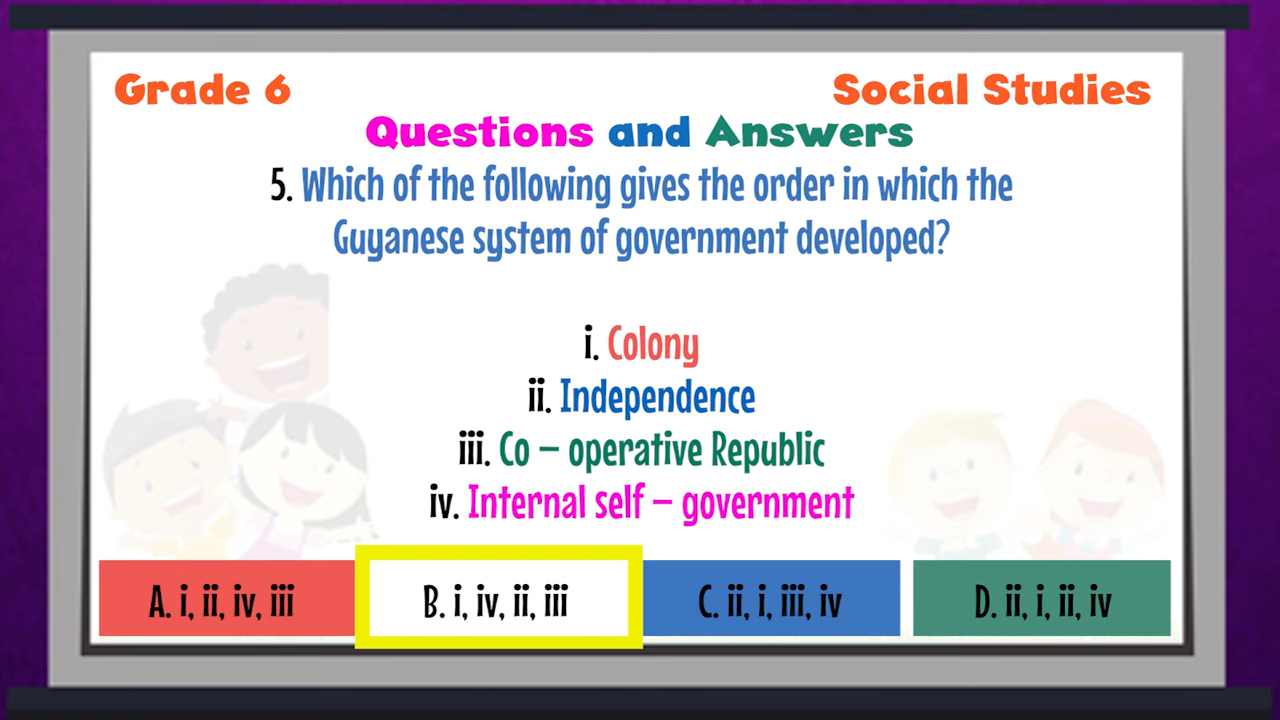 Grade 6
Social Studies
Questions and Answers
5. Which of the following gives the order in which the
Guyanese system of government developed?
i. Colony
ii. Independence
iii. Co – operative Republic
iv. Internal self – government
A. i, ii, iv, iii
B. i, iv, ii, iii
C. ii, i, iii, iv
D. ii, i, ii, iv